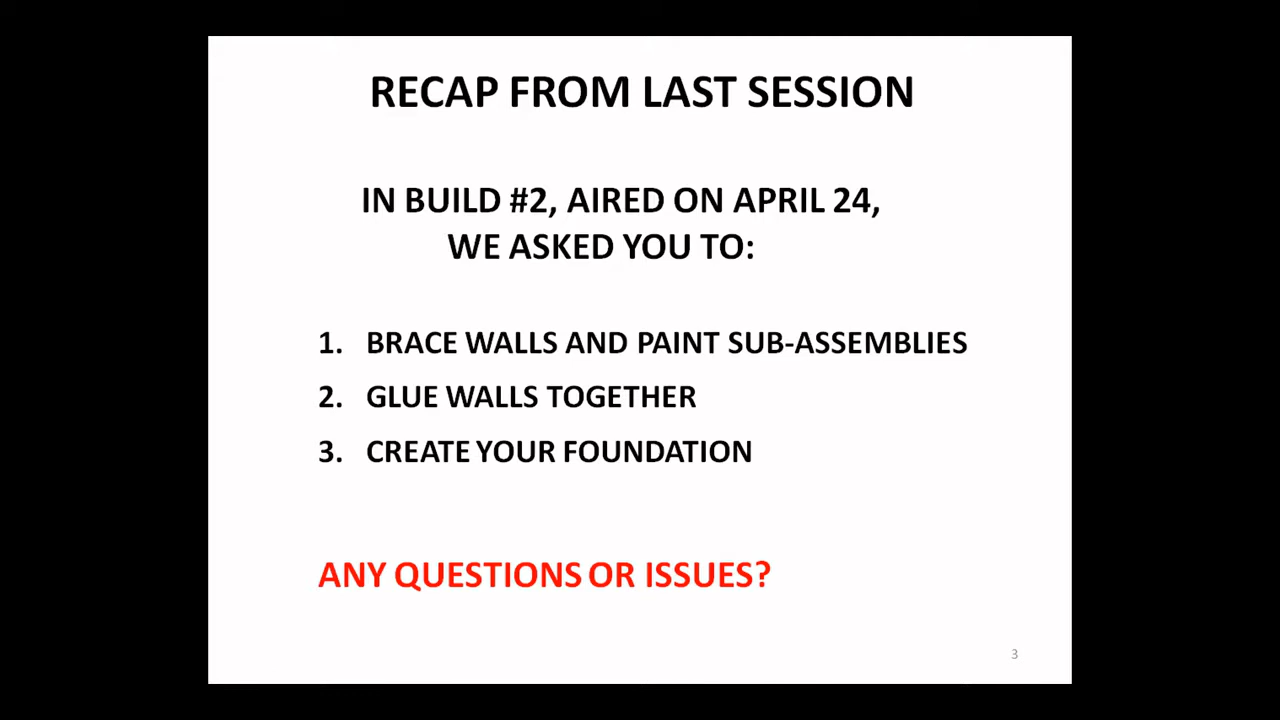 RECAP FROM LAST SESSION
IN BUILD #2, AIRED ON APRIL 24,
WE ASKED YOU TO:
1. BRACE WALLS AND PAINT SUB-ASSEMBLIES
2. GLUE WALLS TOGETHER
3. CREATE YOUR FOUNDATION
ANY QUESTIONS OR ISSUES?
3